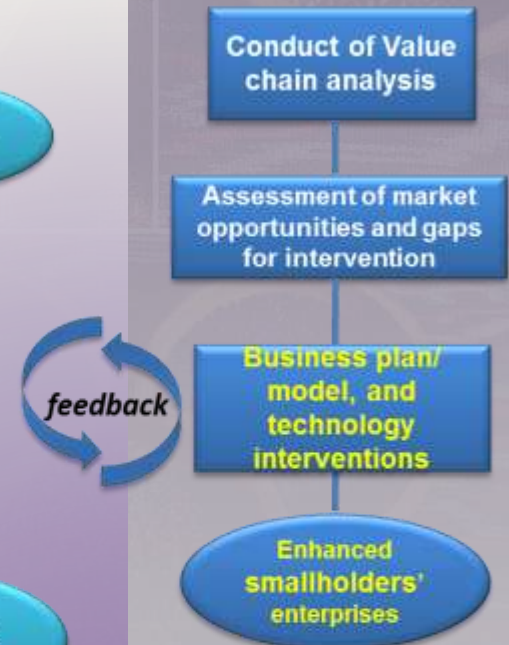 Conduct of Value
chain analysis
Assessment of market
opportunities and gaps
for intervention
feedback
Business plan/
model, and
technology
interventions
Enhanced
smallholders'
enterprises